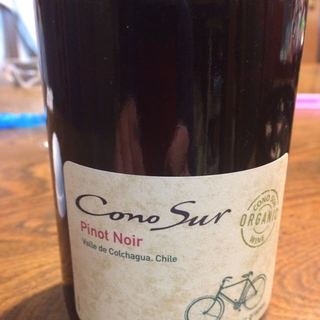 Cono Sur
Pinot Noir
Valle de Colchagua. Chile
CONO SUR
ORGANIC
WINE